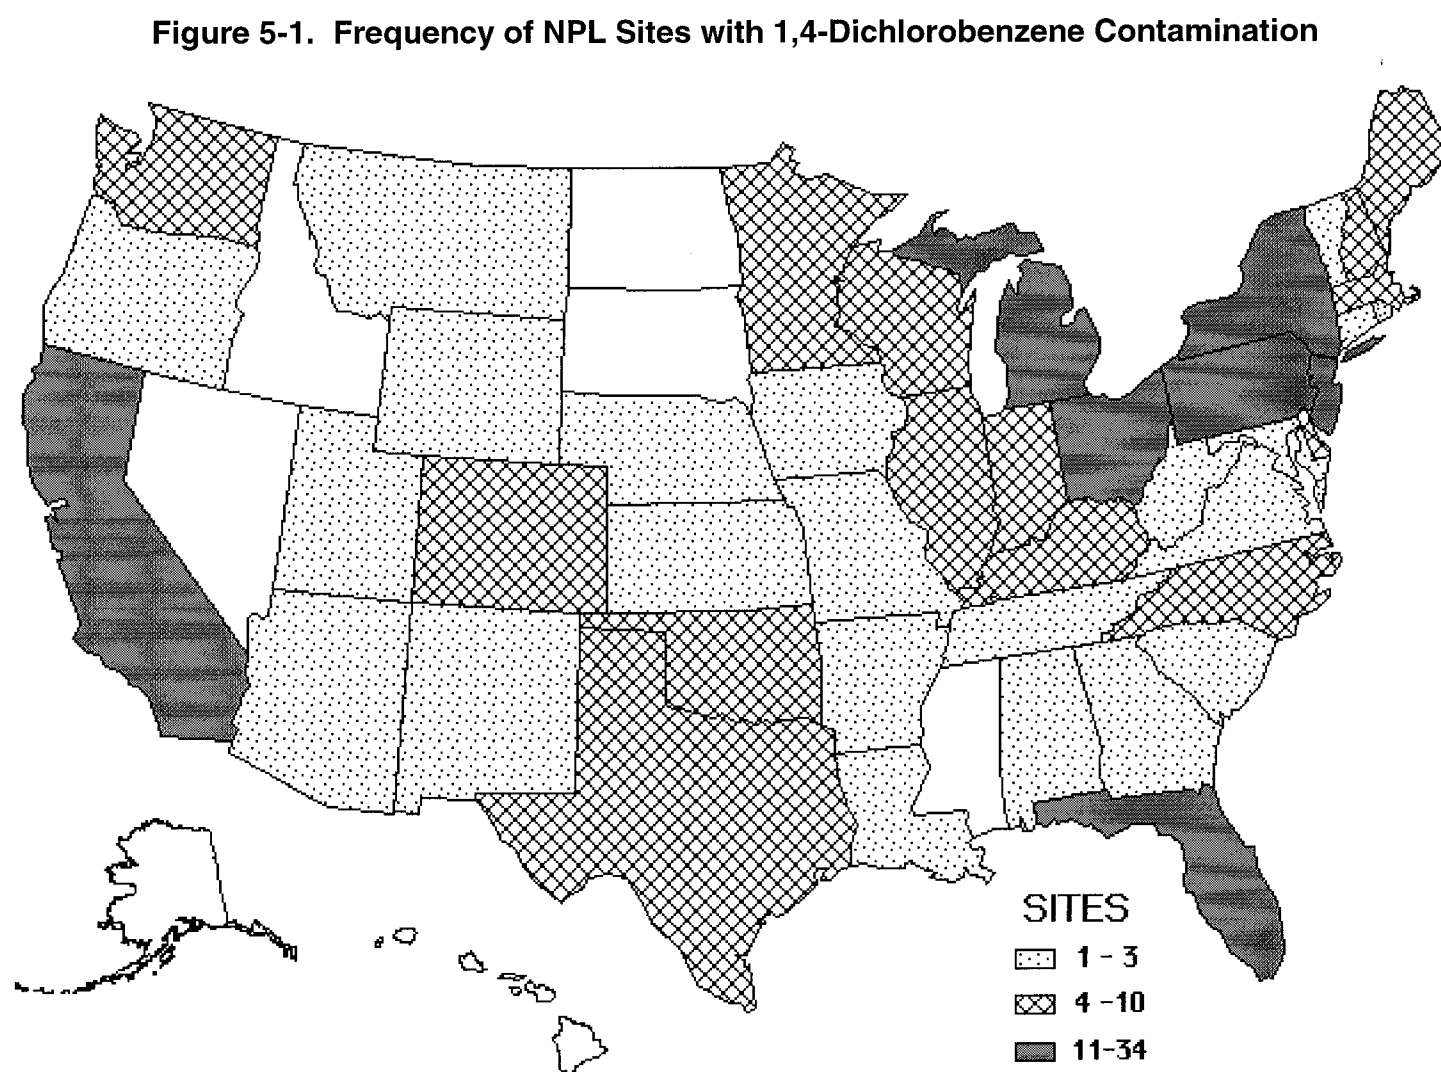 Figure 5-1. Frequency of NPL Sites with 1,4-Dichlorobenzene Contamination
SITES
1 - 3
4 -10
11-34